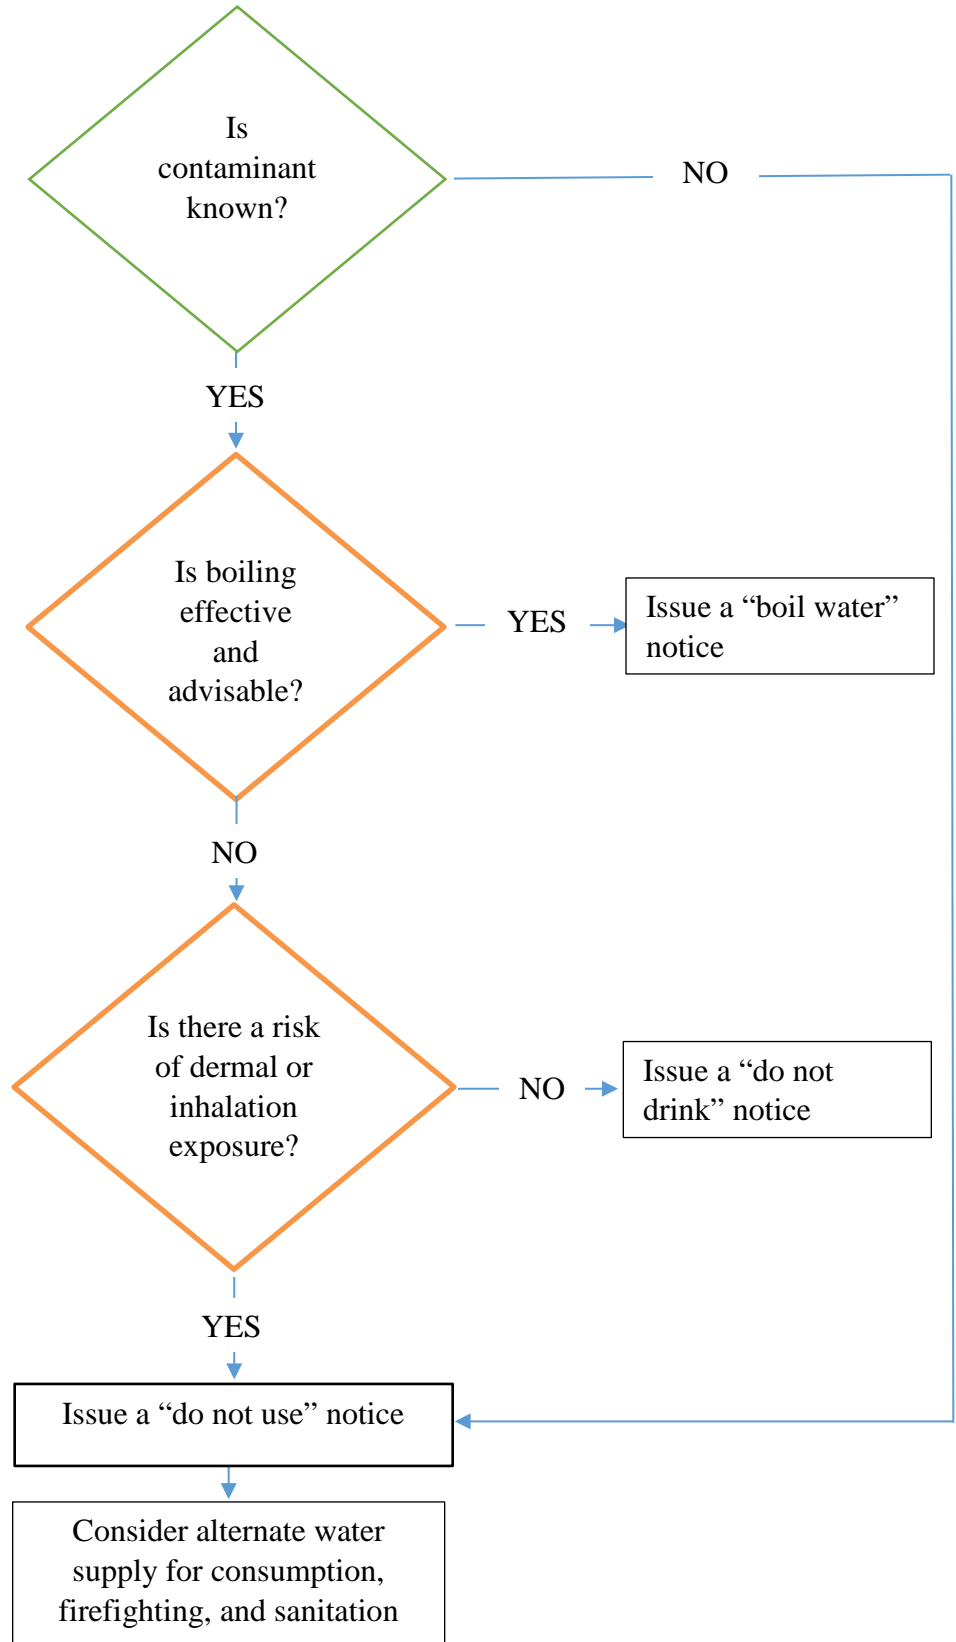 Is
contaminant
known?
NO
YES
Is boiling
effective
and
advisable?
YES
Issue a “boil water”
notice
NO
Is there a risk
of dermal or
inhalation
exposure?
NO
Issue a “do not
drink” notice
YES
Issue a “do not use” notice
Consider alternate water
supply for consumption,
firefighting, and sanitation